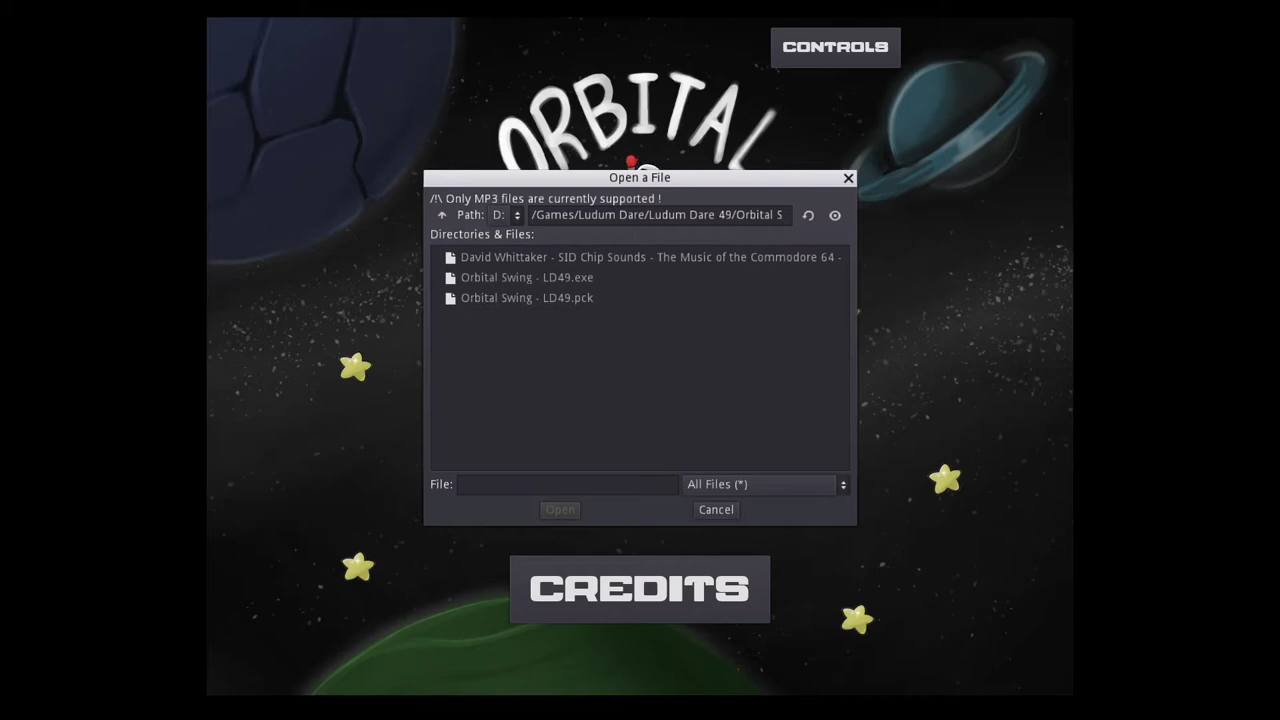 CONTROLS
ORBITAL
Open a File
/!\ Only MP3 files are currently supported !
Path: D: /Games/Ludum Dare/Ludum Dare 49/Orbital S
Directories & Files:
David Whittaker - SID Chip Sounds - The Music of the Commodore 64 -
Orbital Swing - LD49.exe
Orbital Swing - LD49.pck
File: All Files (*)
Open Cancel
CREDITS